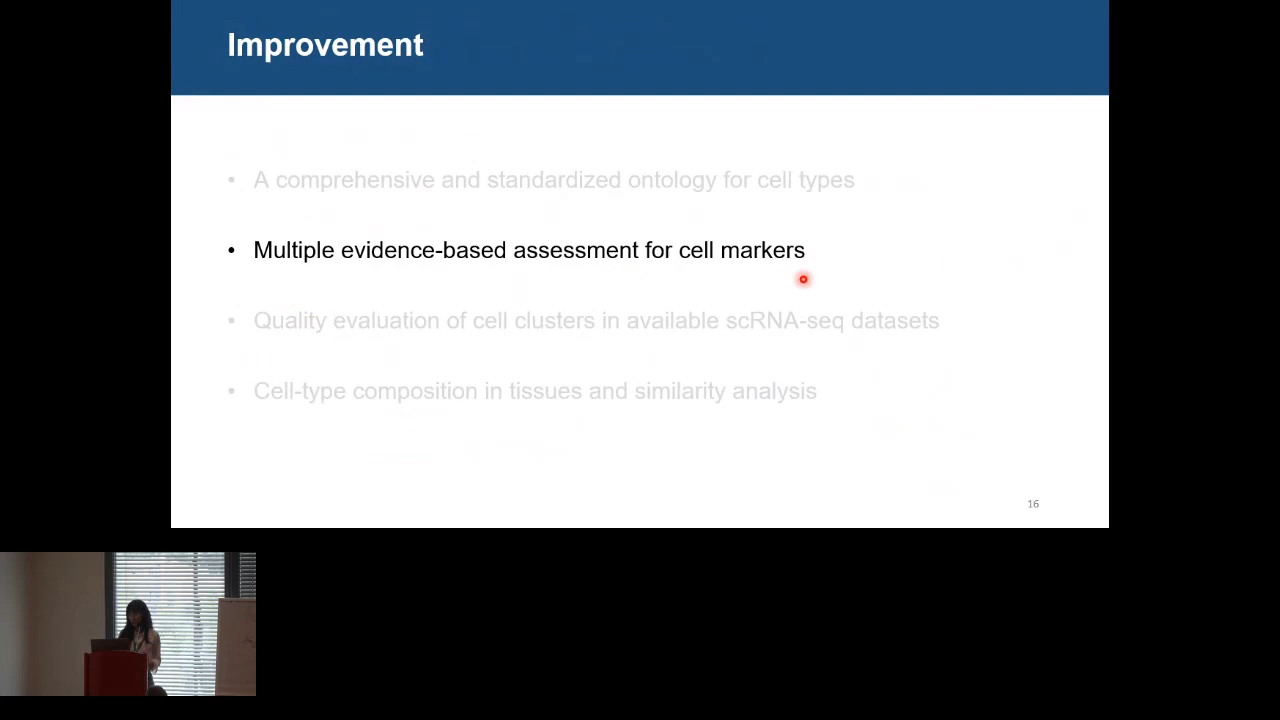 Improvement
• A comprehensive and standardized ontology for cell types
• Multiple evidence-based assessment for cell markers
• Quality evaluation of cell clusters in available scRNA-seq datasets
• Cell-type composition in tissues and similarity analysis
16